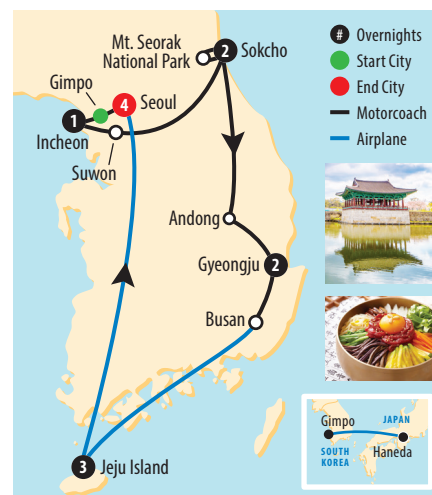 Mt. Seorak
National Park
2
Sokcho
Gimpo
4
Seoul
1
Incheon
Suwon
Andong
Gyeongju
2
Busan
3
Jeju Island
# Overnights
Start City
End City
Motorcoach
Airplane
Gimpo
JAPAN
SOUTH
KOREA
Haneda